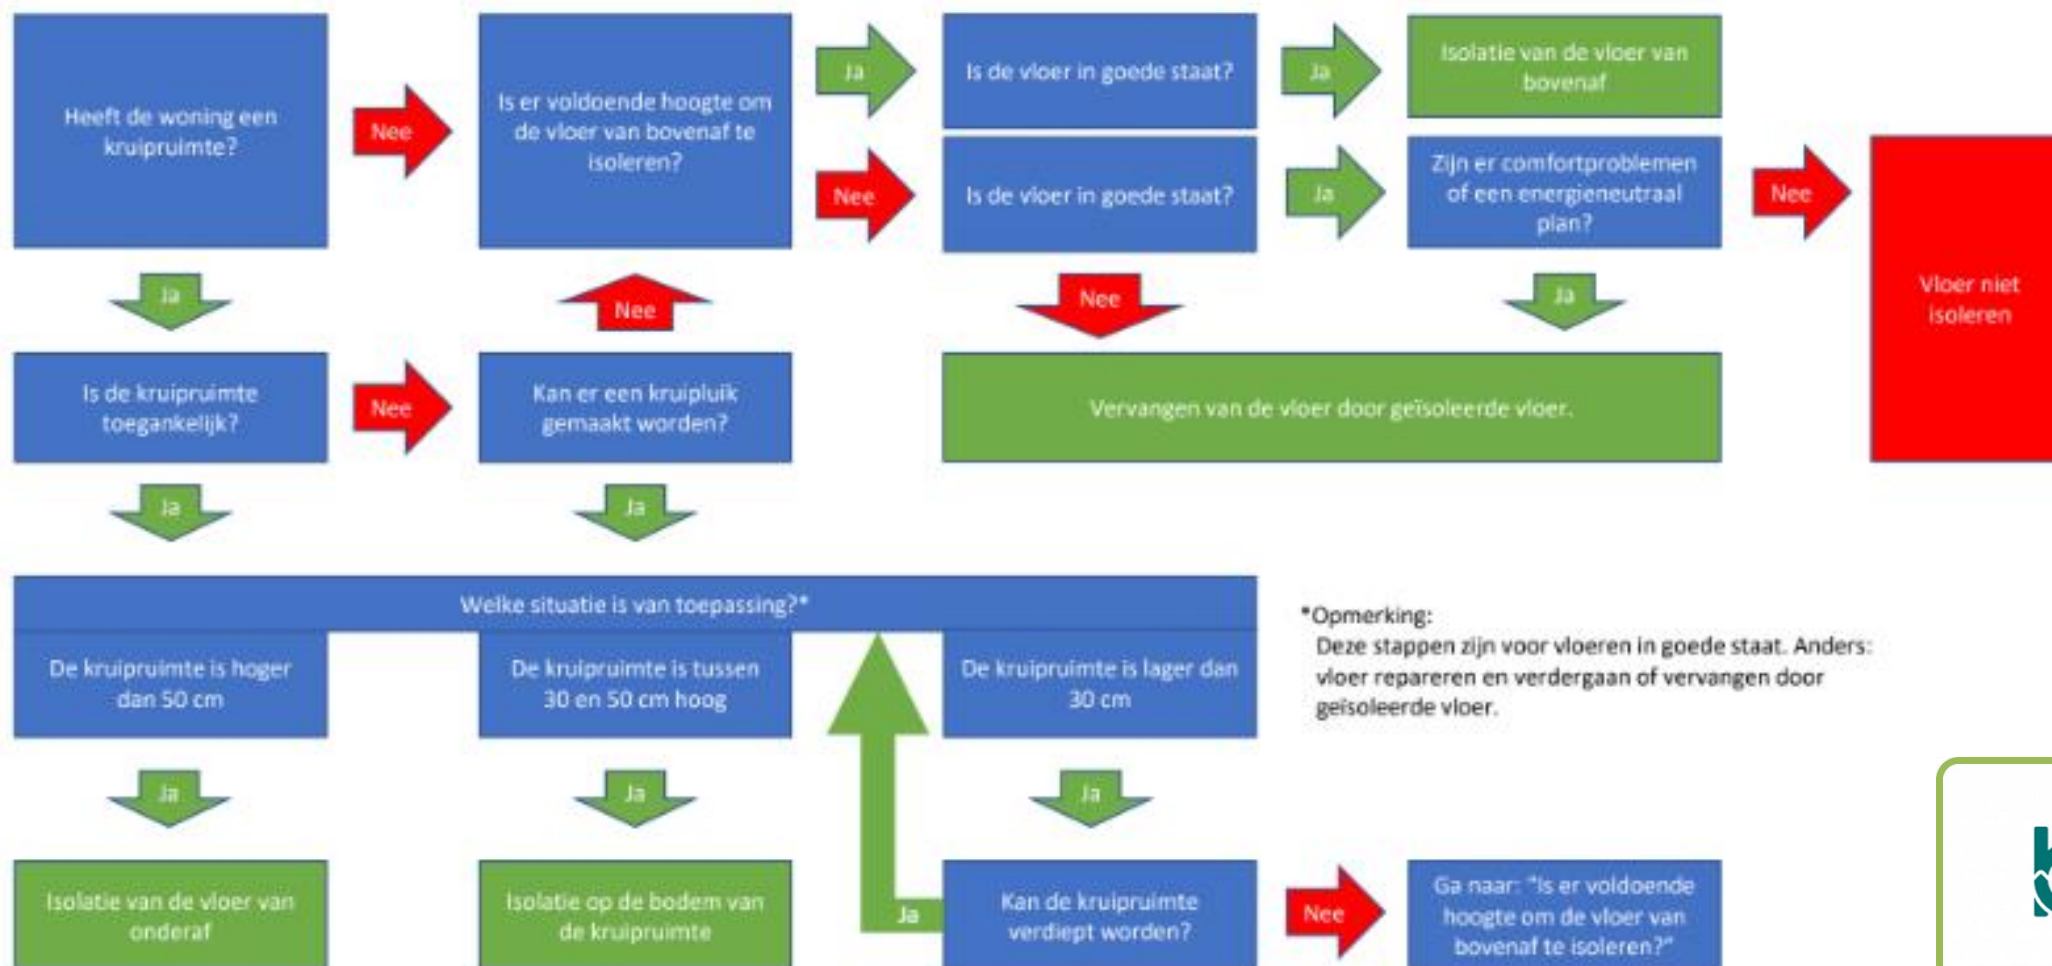 Heeft de woning een
kruipruimte?
Nee
Is er voldoende hoogte om
de vloer van bovenaf te
isoleren?
Ja
Is de vloer in goede staat?
Ja
Isolatie van de vloer van
bovenaf
Nee
Is de vloer in goede staat?
Ja
Zijn er comfortproblemen
of een energieneutraal
plan?
Nee
Vloer niet
isoleren
Ja
Nee
Nee
Ja
Is de kruipruimte
toegankelijk?
Nee
Kan er een kruipluik
gemaakt worden?
Vervangen van de vloer door geïsoleerde vloer.
Ja
Ja
Welke situatie is van toepassing?*
De kruipruimte is hoger
dan 50 cm
De kruipruimte is tussen
30 en 50 cm hoog
De kruipruimte is lager dan
30 cm
*Opmerking:
Deze stappen zijn voor vloeren in goede staat. Anders:
vloer repareren en verdergaan of vervangen door
geïsoleerde vloer.
Ja
Ja
Ja
Isolatie van de vloer van
onderaf
Isolatie op de bodem van
de kruipruimte
Ja
Kan de kruipruimte
verdiept worden?
Nee
Ga naar: "Is er voldoende
hoogte om de vloer van
bovenaf te isoleren?"